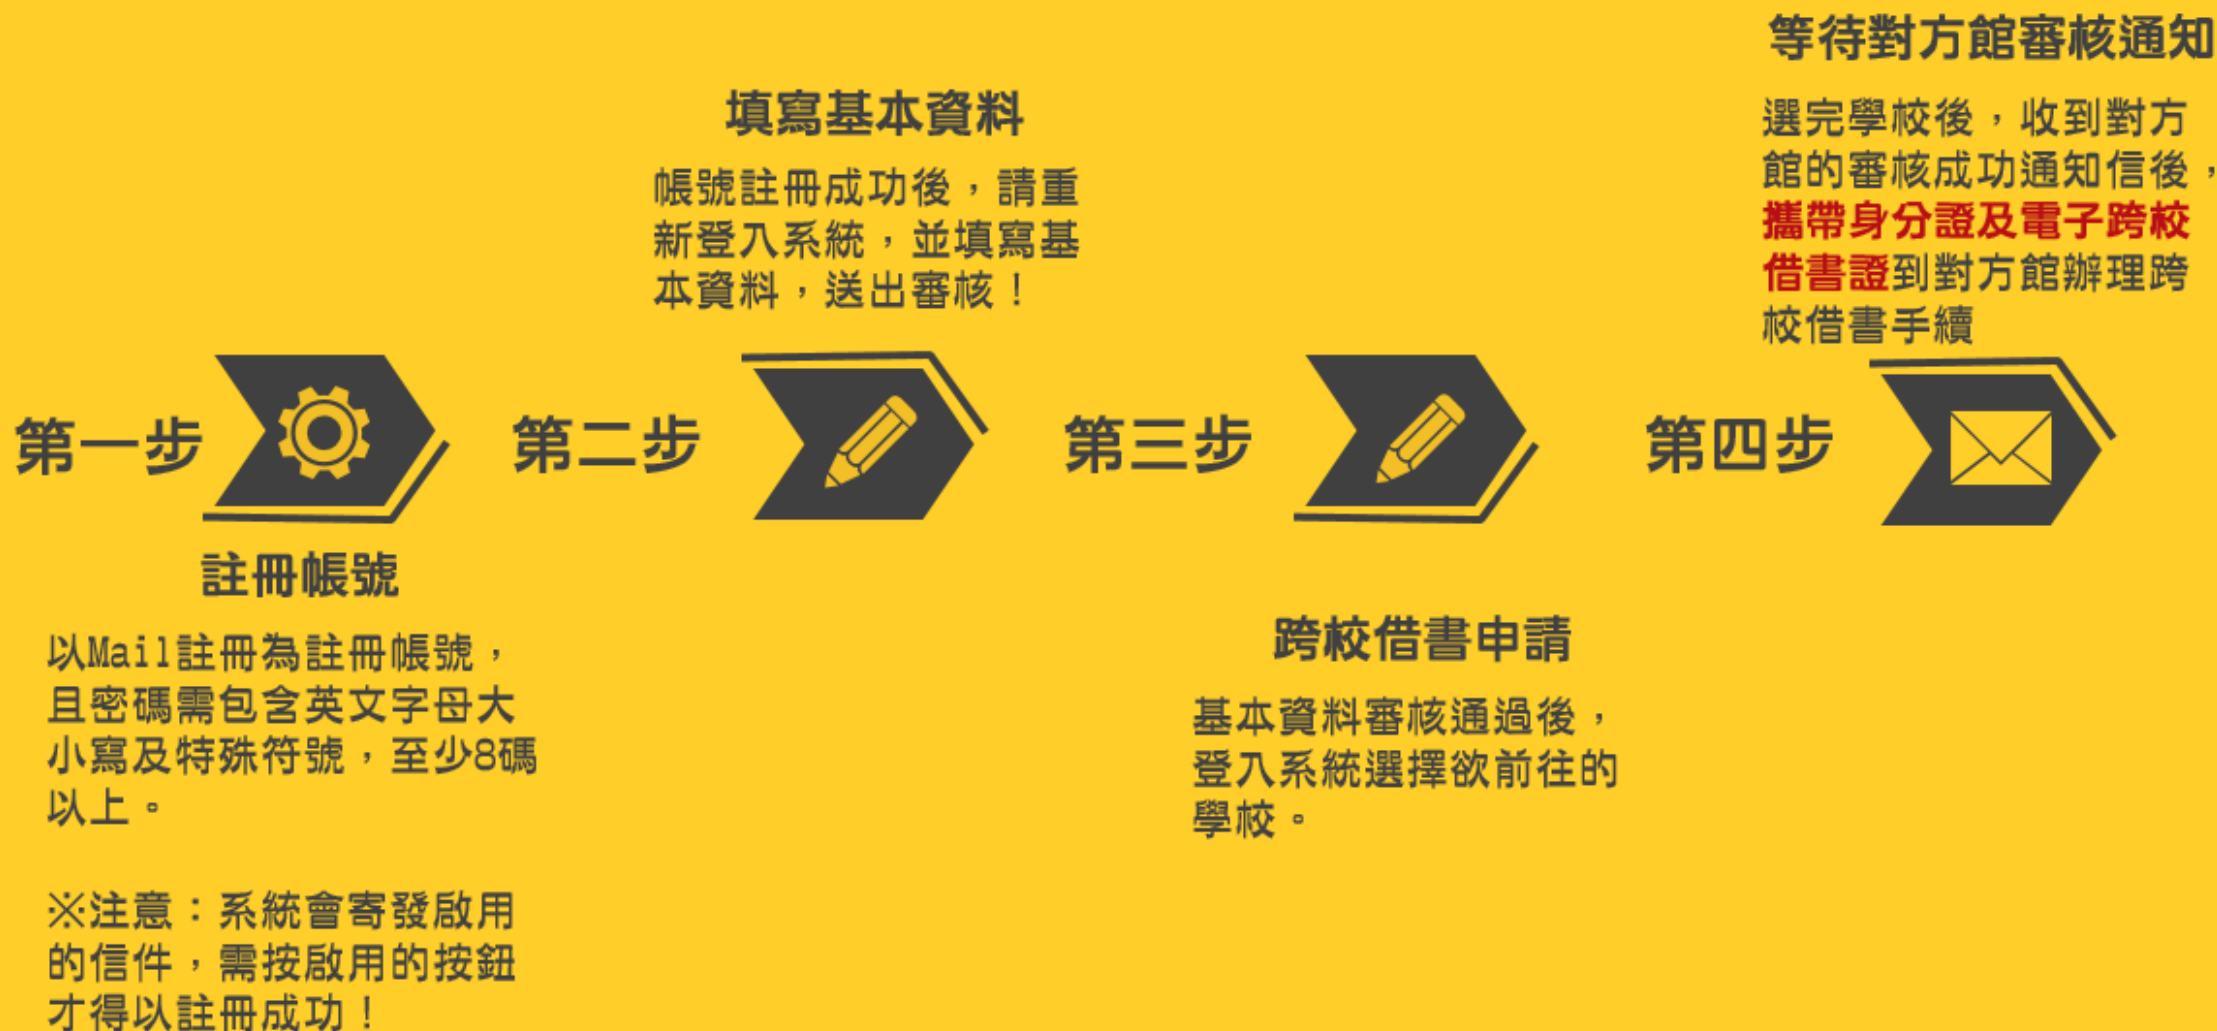 第一步
註冊帳號
以Mail註冊為註冊帳號，
且密碼需包含英文字母大
小寫及特殊符號，至少8碼
以上。
※注意：系統會寄發啟用
的信件，需按啟用的按鈕
才得以註冊成功！
第二步
填寫基本資料
帳號註冊成功後，請重
新登入系統，並填寫基
本資料，送出審核！
第三步
跨校借書申請
基本資料審核通過後，
登入系統選擇欲前往的
學校。
第四步
等待對方館審核通知
選完學校後，收到對方
館的審核成功通知信後，
攜帶身分證及電子跨校
借書證到對方館辦理跨
校借書手續